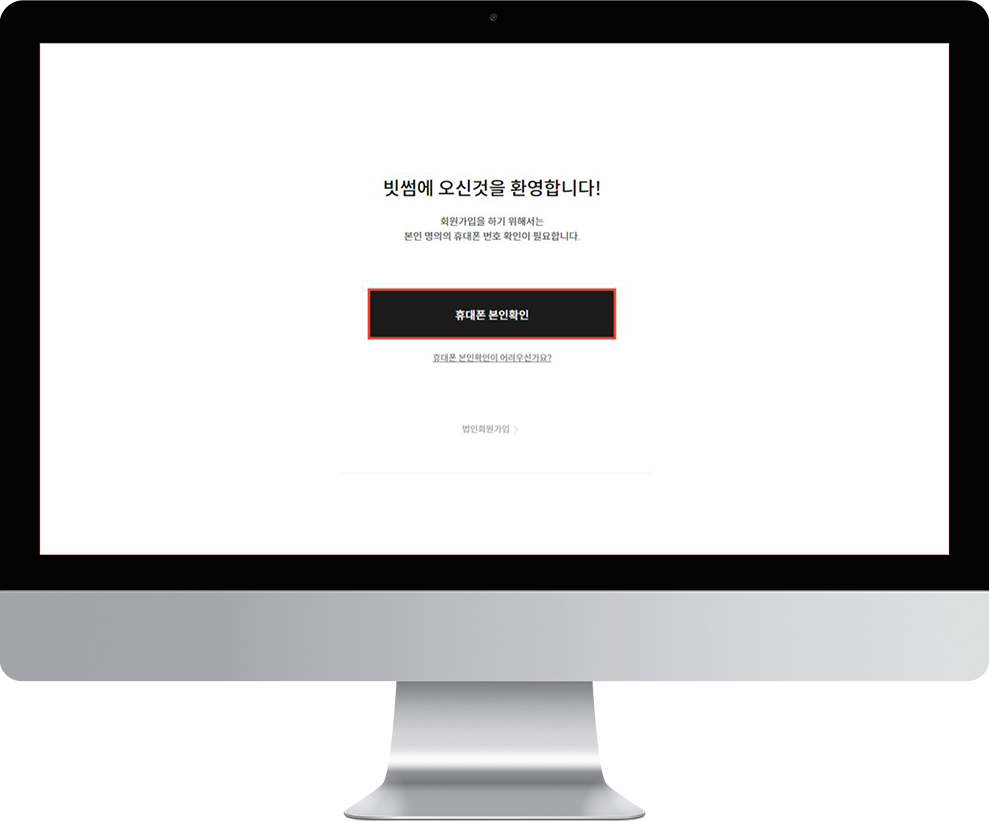 빗썸에 오신것을 환영합니다!
회원가입을 하기 위해서는
본인 명의의 휴대폰 번호 확인이 필요합니다.
휴대폰 본인확인
휴대폰 본인확인이 어려우신가요?
법인회원가입 >